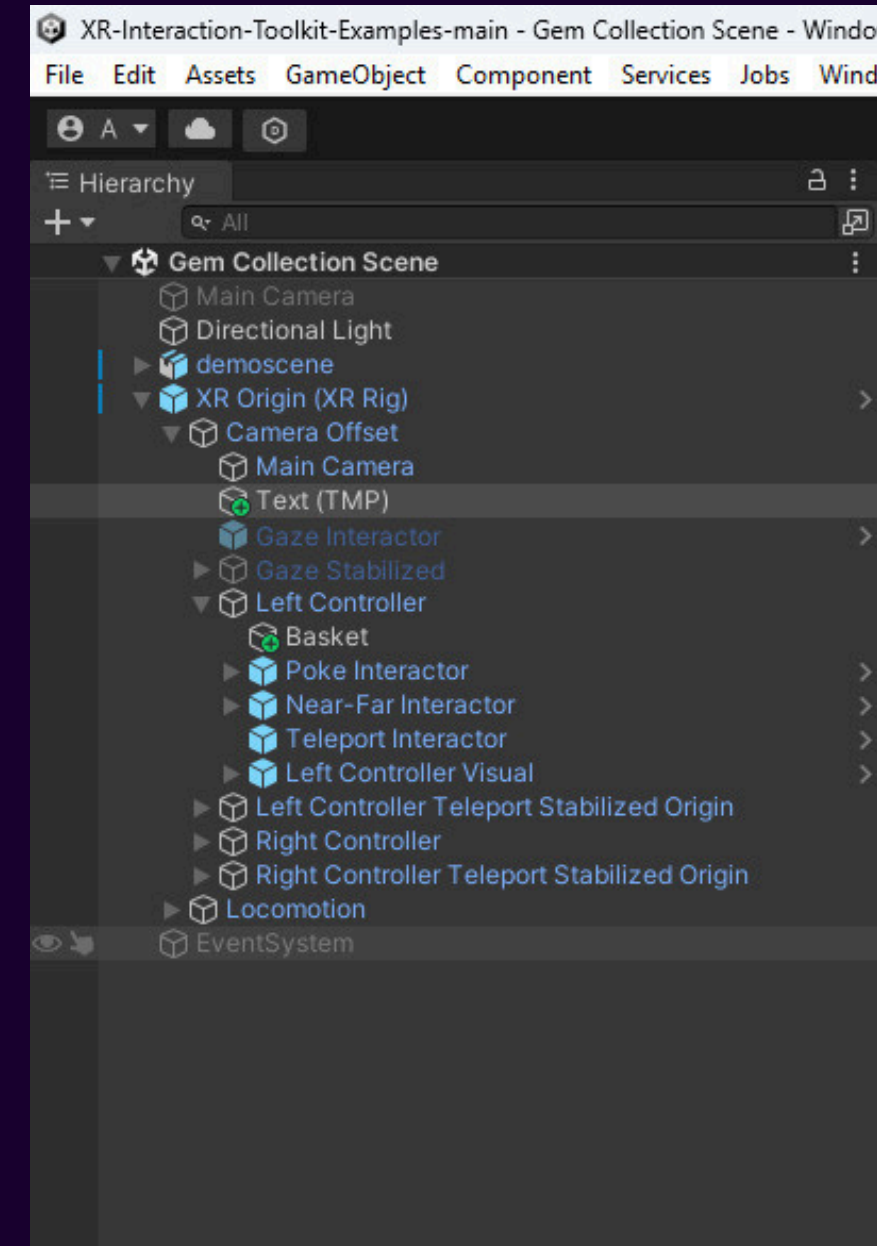 XR-Interaction-Toolkit-Examples-main - Gem Collection Scene - Windo
File Edit Assets GameObject Component Services Jobs Wind
A
Hierarchy
All
Gem Collection Scene
Main Camera
Directional Light
demoscene
XR Origin (XR Rig)
Camera Offset
Main Camera
Text (TMP)
Gaze Interactor
Gaze Stabilized
Left Controller
Basket
Poke Interactor
Near-Far Interactor
Teleport Interactor
Left Controller Visual
Left Controller Teleport Stabilized Origin
Right Controller
Right Controller Teleport Stabilized Origin
Locomotion
EventSystem